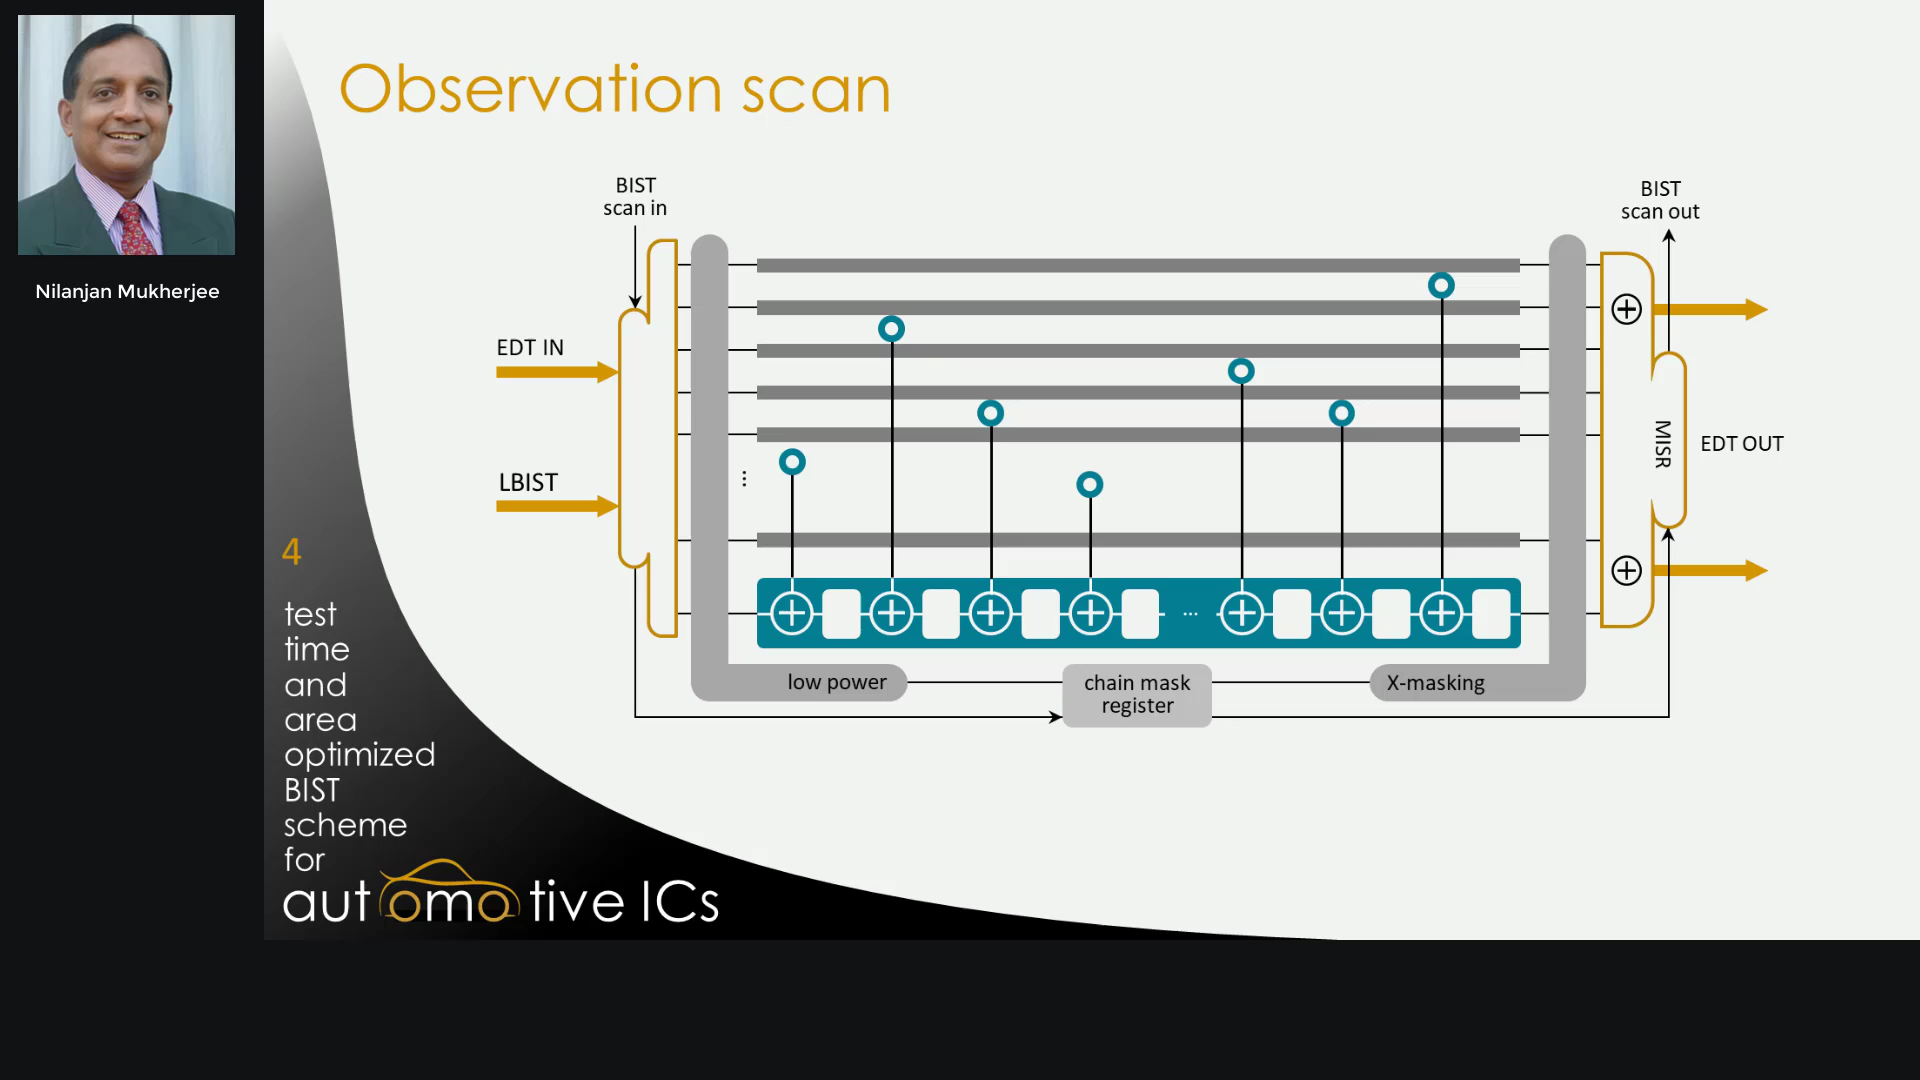 Nilanjan Mukherjee
Observation scan
BIST
scan in
BIST
scan out
EDT IN
LBIST
MISR
EDT OUT
...
...
low power
chain mask
register
X-masking
4
test
time
and
area
optimized
BIST
scheme
for
automotive ICs